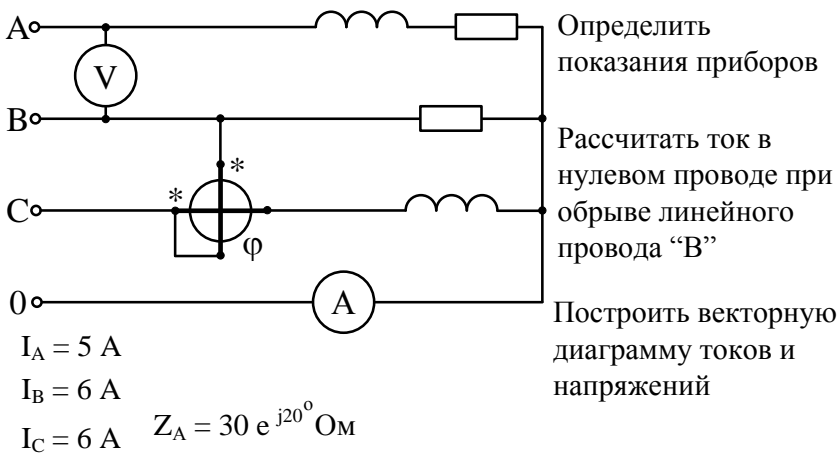 A
V
B
*
*
C
φ
0
A
I_A = 5 А
I_B = 6 А
I_C = 6 А
Z_A = 30 e^{j20°} Ом
Определить
показания приборов
Рассчитать ток в
нулевом проводе при
обрыве линейного
провода “В”
Построить векторную
диаграмму токов и
напряжений